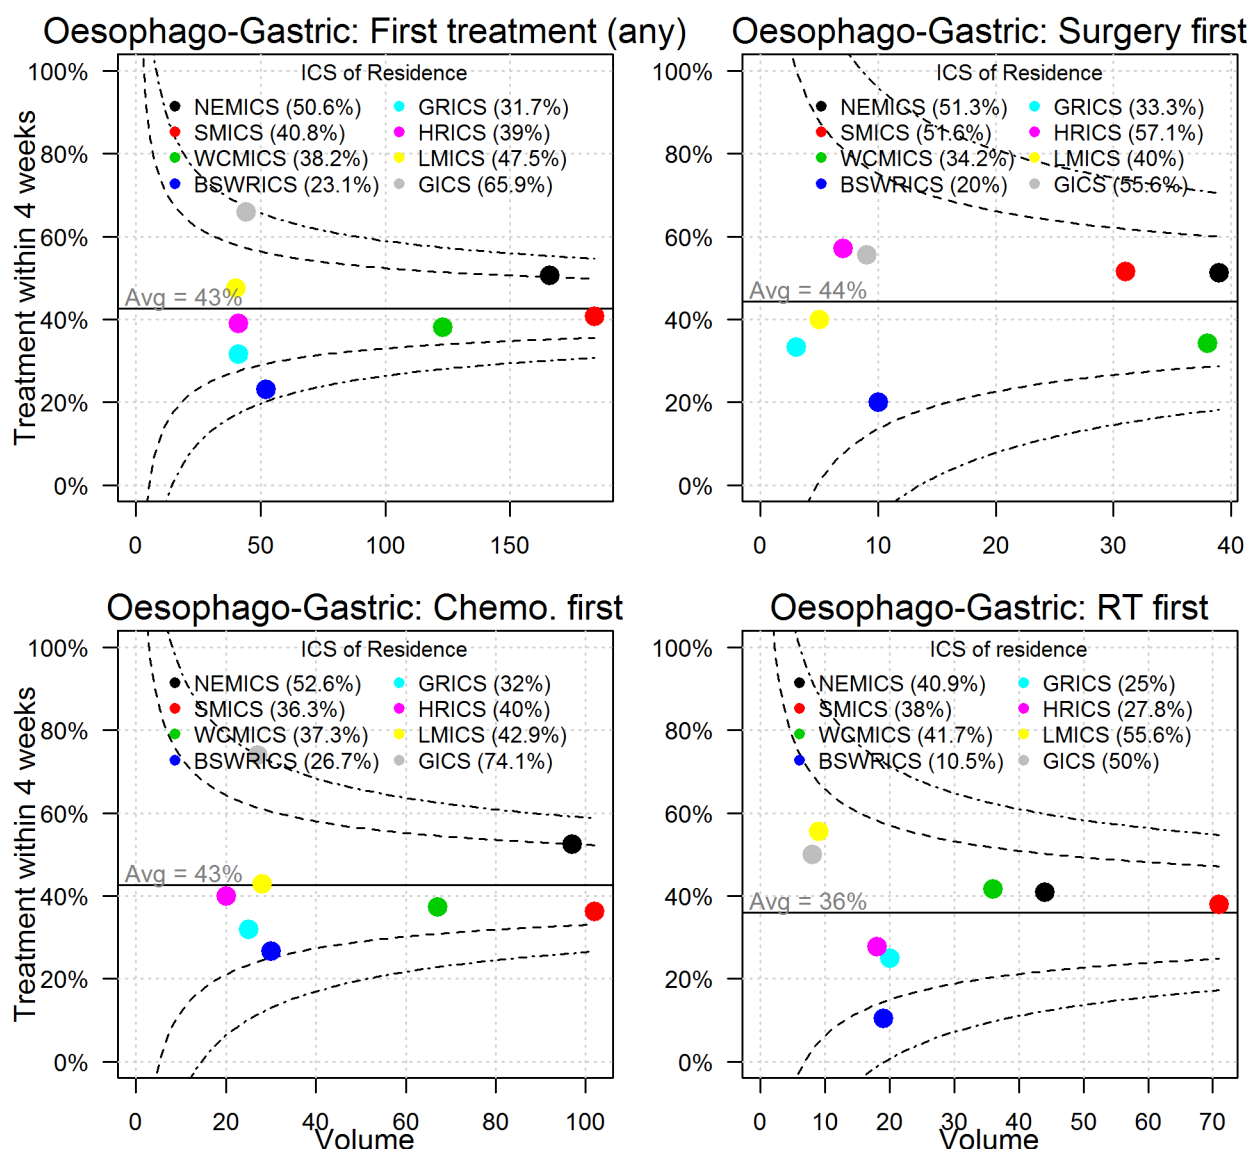 Oesophago-Gastric: First treatment (any)
Treatment within 4 weeks
100%
80%
60%
40%
20%
0%
ICS of Residence
NEMICS (50.6%)
SMICS (40.8%)
WCMICS (38.2%)
BSWRICS (23.1%)
GRICS (31.7%)
HRICS (39%)
LMICS (47.5%)
GICS (65.9%)
Avg = 43%
0 50 100 150
Oesophago-Gastric: Surgery first
100%
80%
60%
40%
20%
0%
ICS of Residence
NEMICS (51.3%)
SMICS (51.6%)
WCMICS (34.2%)
BSWRICS (20%)
GRICS (33.3%)
HRICS (57.1%)
LMICS (40%)
GICS (55.6%)
Avg = 44%
0 10 20 30 40
Oesophago-Gastric: Chemo. first
Treatment within 4 weeks
100%
80%
60%
40%
20%
0%
ICS of Residence
NEMICS (52.6%)
SMICS (36.3%)
WCMICS (37.3%)
BSWRICS (26.7%)
GRICS (32%)
HRICS (40%)
LMICS (42.9%)
GICS (74.1%)
Avg = 43%
0 20 40 60 80 100
Volume
Oesophago-Gastric: RT first
100%
80%
60%
40%
20%
0%
ICS of residence
NEMICS (40.9%)
SMICS (38%)
WCMICS (41.7%)
BSWRICS (10.5%)
GRICS (25%)
HRICS (27.8%)
LMICS (55.6%)
GICS (50%)
Avg = 36%
0 10 20 30 40 50 60 70
Volume